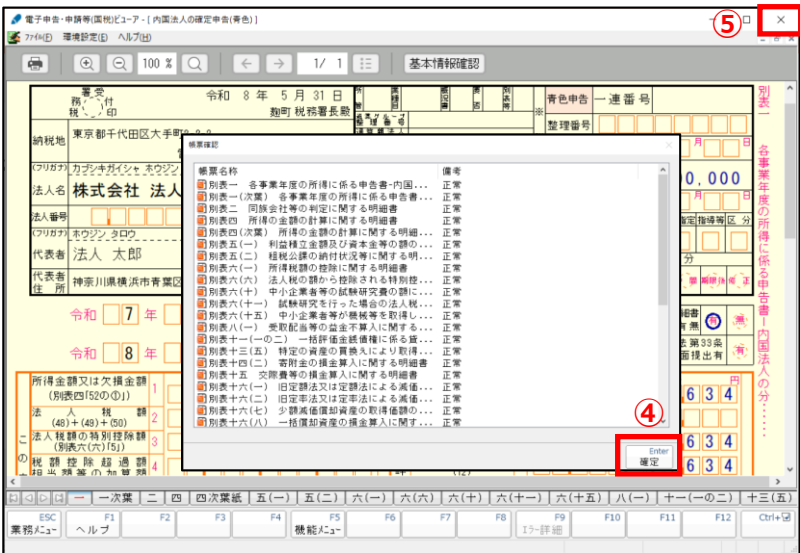 電子申告・申請等(国税)ビューア - [ 内国法人の確定申告(青色) ]
⑤
ファイル(F) 環境設定(E) ヘルプ(H)
100 %
1/ 1
基本情報確認
令和 8 年 5 月 31 日
麹町 税務署長殿
青色申告 一連番号
整理番号
納税地
東京都千代田区大手町
(フリガナ) カブシキガイシャ ホウジン
法人名 株式会社 法人
法人番号
(フリガナ) ホウジン タロウ
代表者 法人 太郎
代表者住所 神奈川県横浜市青葉区
令和 7 年
令和 8 年
所得金額又は欠損金額
(別表四「52の①」) 1
法人税額
(48)+(49)+(50) 2
法人税額の特別控除額
(別表六(六)「5」) 3
税額控除超過額
相当額等の加算額 4
別表一 各事業年度の所得に係る申告書ー内国法人の分
月 日
00,000
円
634
634
634
帳票確認
帳票名称 備考
別表一 各事業年度の所得に係る申告書-内国... 正常
別表一(次葉) 各事業年度の所得に係る申告書... 正常
別表二 同族会社等の判定に関する明細書 正常
別表四 所得の金額の計算に関する明細書 正常
別表四(次葉) 所得の金額の計算に関する明細... 正常
別表五(一) 利益積立金額及び資本金等の額の... 正常
別表五(二) 租税公課の納付状況等に関する明... 正常
別表六(一) 所得税額の控除に関する明細書 正常
別表六(六) 法人税の額から控除される特別控... 正常
別表六(十) 中小企業者等の試験研究費の額に... 正常
別表六(十一) 試験研究を行った場合の法人税... 正常
別表六(十五) 中小企業者等が機械等を取得し... 正常
別表八(一) 受取配当等の益金不算入に関する... 正常
別表十一(一の二) 一括評価金銭債権に係る貸... 正常
別表十三(五) 特定の資産の買換えにより取得... 正常
別表十四(二) 寄附金の損金算入に関する明細書 正常
別表十五 交際費等の損金算入に関する明細書 正常
別表十六(一) 旧定額法又は定額法による減価... 正常
別表十六(二) 旧定率法又は定率法による減価... 正常
別表十六(七) 少額減価償却資産の取得価額の... 正常
別表十六(八) 一括償却資産の損金算入に関す... 正常
④
Enter
確定
一 一次葉 二 四 四次葉紙 五(一) 五(二) 六(一) 六(六) 六(十) 六(十一) 六(十五) 八(一) 十一(一の二) 十三(五)
ESC F1 F2 F3 F4 F5 F6 F7 F8 F9 F10 F11 F12 Ctrl+
業務メニュー ヘルプ 機能メニュー エラー詳細